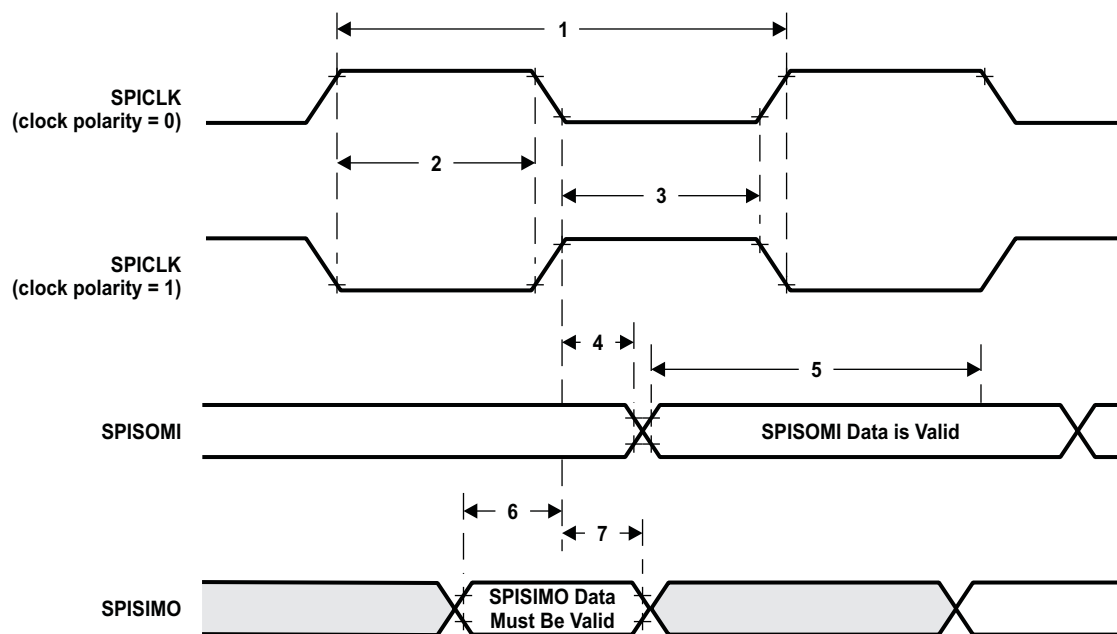 1
SPICLK
(clock polarity = 0)
2
3
SPICLK
(clock polarity = 1)
4
5
SPISOMI
SPISOMI Data is Valid
6
7
SPISIMO
SPISIMO Data
Must Be Valid